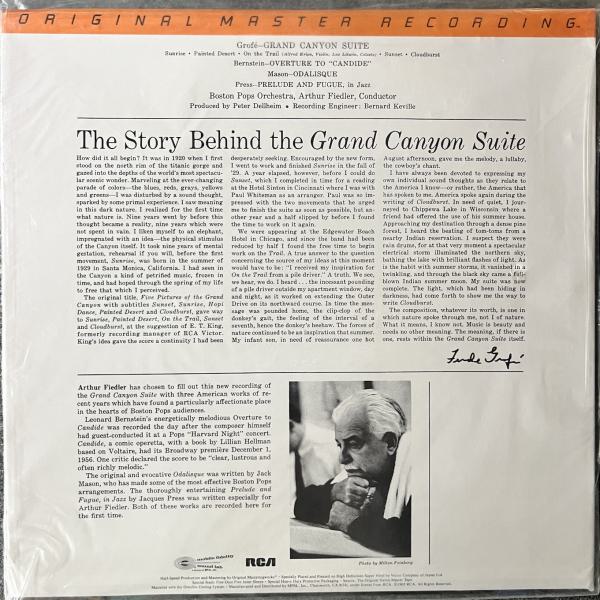 ORIGINAL MASTER RECORDING™
Grofé—GRAND CANYON SUITE
Sunrise • Painted Desert • On the Trail (Alfred Krips, Violin, Leo Litwin, Celesta) • Sunset • Cloudburst
Bernstein—OVERTURE TO "CANDIDE"
Mason—ODALISQUE
Press—PRELUDE AND FUGUE, in Jazz
Boston Pops Orchestra, Arthur Fiedler, Conductor
Produced by Peter Dellheim • Recording Engineer: Bernard Keville
The Story Behind the Grand Canyon Suite
How did it all begin? It was in 1920 when I first
stood on the north rim of the titanic gorge and
gazed into the depths of the world's most spectacu-
lar scenic wonder. Marveling at the ever-changing
parade of colors—the blues, reds, grays, yellows
and greens—I was disturbed by a sound thought,
sparked by some primal experience. I saw meaning
in this dark nature. I realized for the first time
what nature is. Nine years went by before this
thought became a reality, nine years which were
not spent in vain. I liken myself to an elephant,
impregnated with an idea—the physical stimulus
of the Canyon itself. It took nine years of mental
gestation, rehearsal if you will, before the first
movement, Sunrise, was born in the summer of
1929 in Santa Monica, California. I had seen in
the Canyon a kind of petrified music, frozen in
time, and had hoped through the spring of my life
to free that which I perceived.
The original title, Five Pictures of the Grand
Canyon with subtitles Sunset, Sunrise, Hopi
Dance, Painted Desert and Cloudburst, gave way
to Sunrise, Painted Desert, On the Trail, Sunset
and Cloudburst, at the suggestion of E. T. King,
formerly recording manager of RCA Victor.
King's idea gave the score a continuity I had been
desperately seeking. Encouraged by the new form,
I went to work and finished Sunrise in the fall of
'29. A year elapsed, however, before I could do
Sunset, which I completed in time for a reading
at the Hotel Sinton in Cincinnati where I was with
Paul Whiteman as an arranger. Paul was so im-
pressed with the two movements that he urged
me to finish the suite as soon as possible, but an-
other year and a half slipped by before I found
the time to work on it again.
We were appearing at the Edgewater Beach
Hotel in Chicago, and since the band had been
reduced by half I found the free time to begin
work on the Trail. A true answer to the question
concerning the source of my ideas at this moment
would have to be: "I received my inspiration for
On the Trail from a pile driver." A truth. We see,
we hear, we do. I heard . . . the incessant pounding
of a pile driver outside my apartment window, day
and night, as it worked on extending the Outer
Drive on its northward course. In time the mes-
sage was pounded home, the clip-clop of the
donkey's gait, the feeling of the interval of a
seventh, hence the donkey's heehaw. The forces of
nature continued to be an inspiration that summer.
My infant son, in need of reassurance one hot
August afternoon, gave me the melody, a lullaby,
the cowboy's chant.
I have always been devoted to expressing my
own individual sound thoughts as they relate to
the America I know—or rather, the America that
has spoken to me. America spoke again during the
writing of Cloudburst. In need of quiet, I jour-
neyed to Chippewa Lake in Wisconsin where a
friend had offered the use of his summer house.
Approaching my destination through a dense pine
forest, I heard the beating of tom-toms from a
nearby Indian reservation. I suspect they were
rain drums, for at that very moment a spectacular
electrical storm illuminated the northern sky,
bathing the lake with brilliant flashes of light. As
is the habit with summer storms, it vanished in a
twinkling, and through the black sky came a full-
blown Indian summer moon. My suite was now
complete. The light, which had been hiding in
darkness, had come forth to show me the way to
write Cloudburst.
The composition, whatever its worth, is one in
which nature spoke through me, not I of nature.
What it means, I know not. Music is beauty and
needs no other meaning. The meaning, if there is
one, rests within the Grand Canyon Suite itself.
Ferde Grofé
Arthur Fiedler has chosen to fill out this new recording of
the Grand Canyon Suite with three American works of re-
cent years which have found a particularly affectionate place
in the hearts of Boston Pops audiences.
Leonard Bernstein's energetically melodious Overture to
Candide was recorded the day after the composer himself
had guest-conducted it at a Pops "Harvard Night" concert.
Candide, a comic operetta, with a book by Lillian Hellman
based on Voltaire, had its Broadway première December 1,
1956. One critic declared the score to be "clear, lustrous and
often richly melodic."
The original and evocative Odalisque was written by Jack
Mason, who has made some of the most effective Boston Pops
arrangements. The thoroughly entertaining Prelude and
Fugue, in Jazz by Jacques Press was written especially for
Arthur Fiedler. Both of these works are recorded here for
the first time.
Photo by Milton Feinberg
mobile fidelity
sound lab
RCA